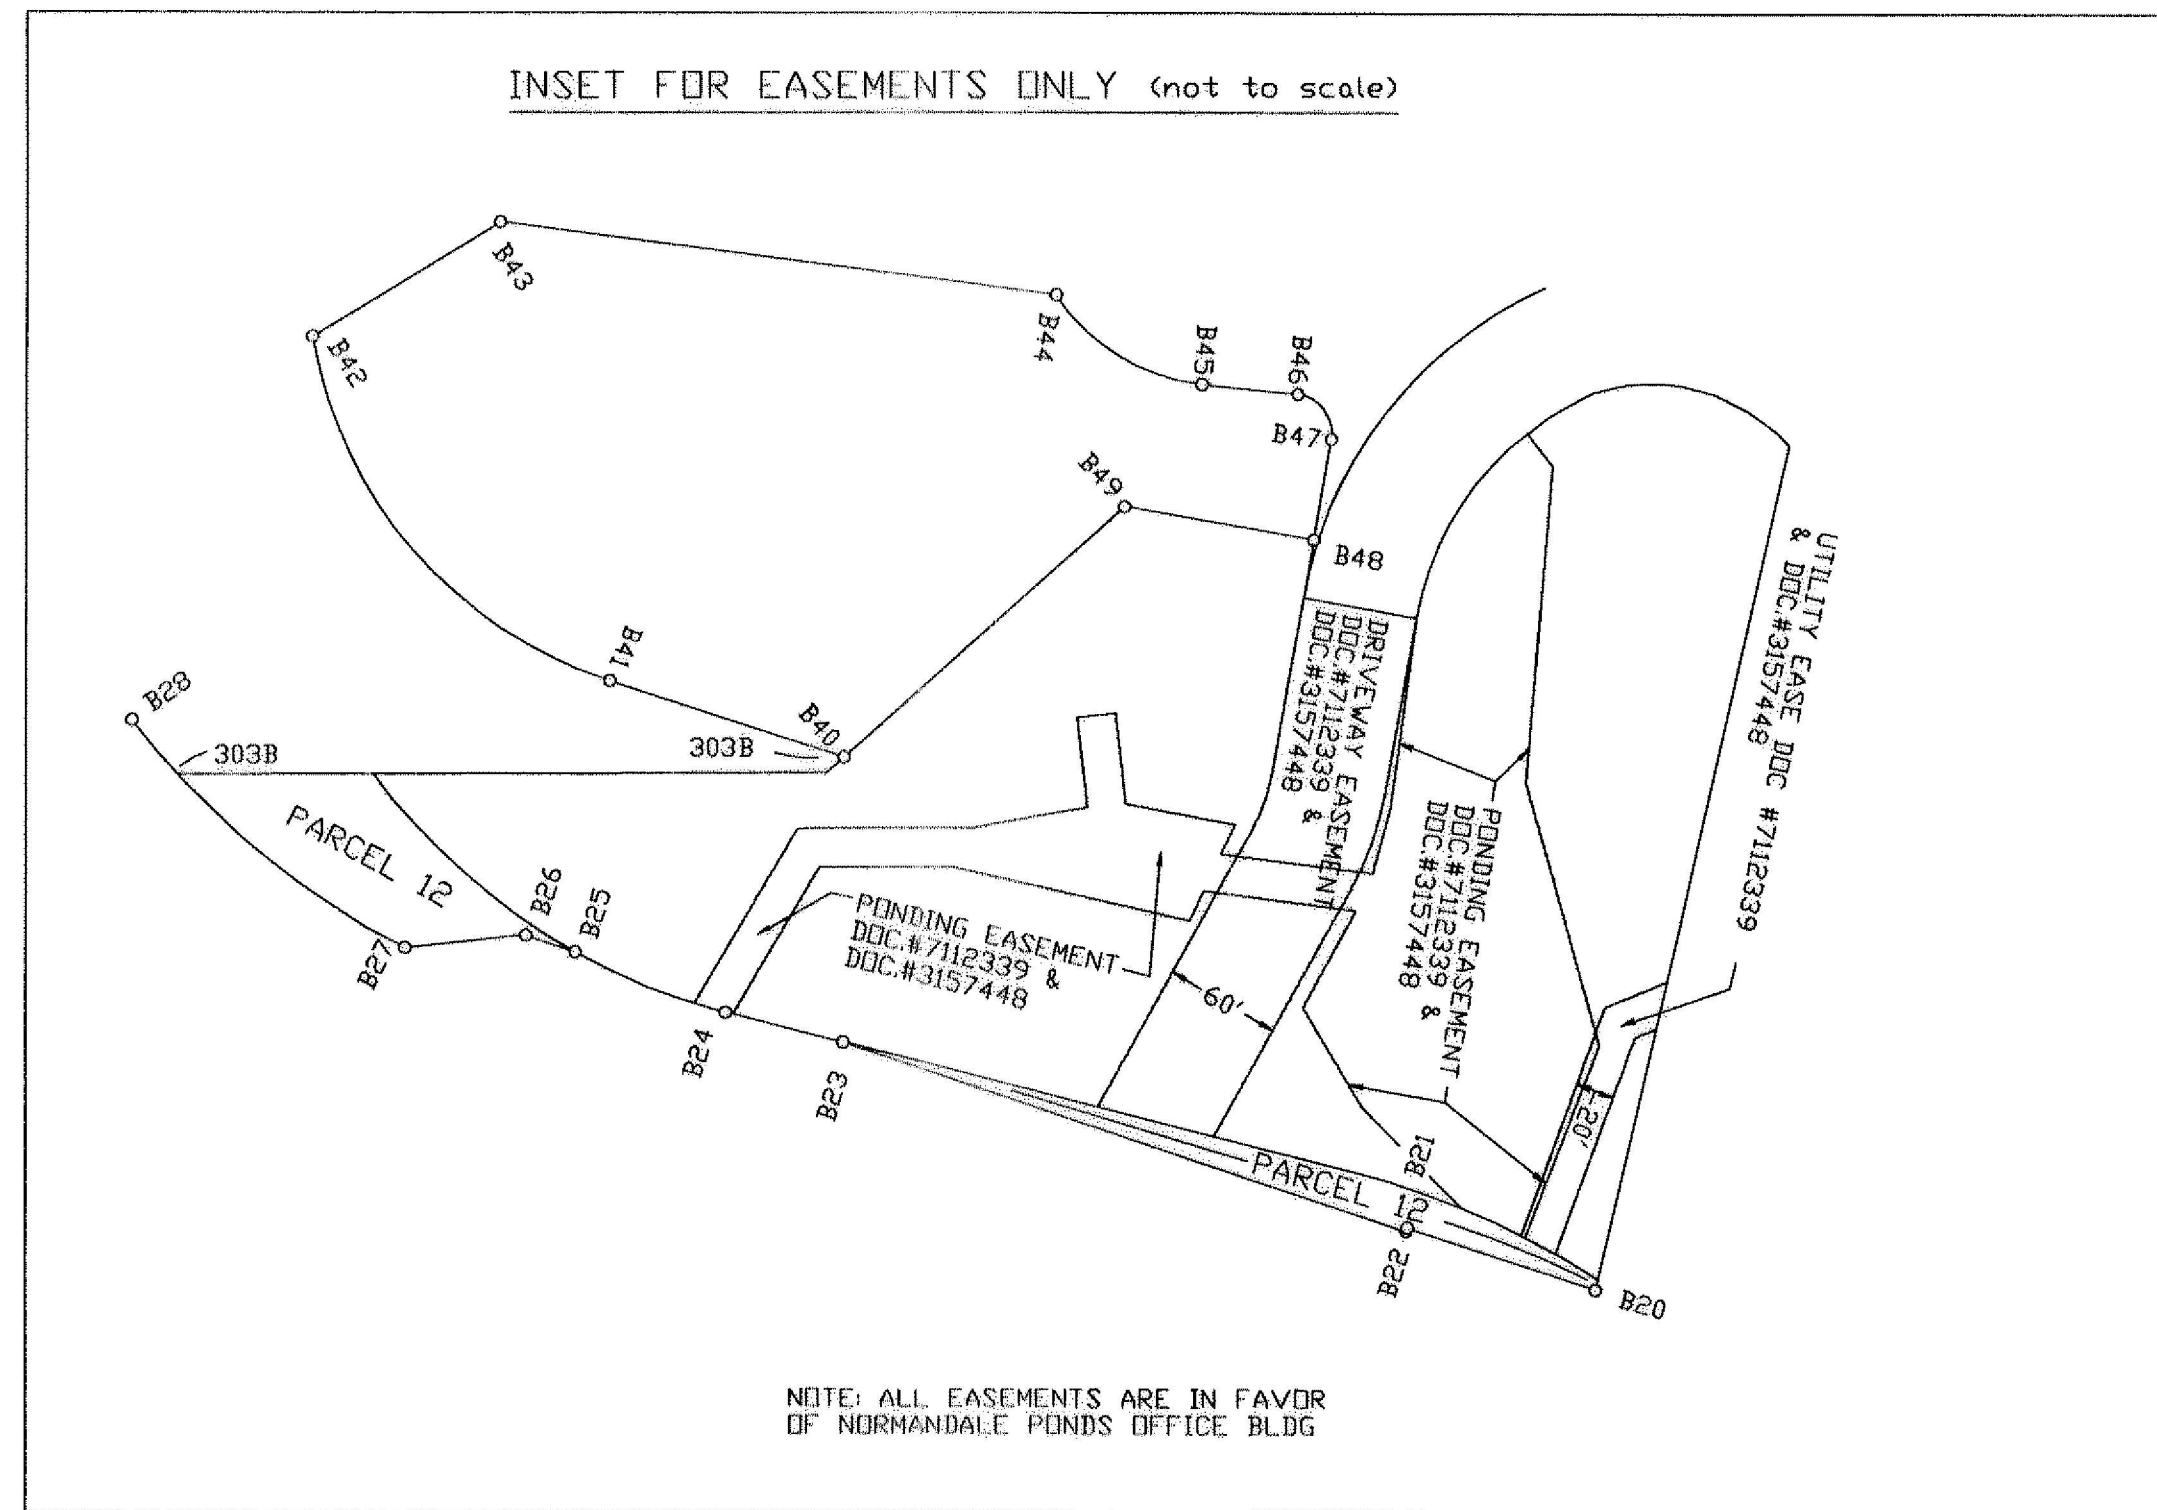 INSET FOR EASEMENTS ONLY (not to scale)
B43
B42
B44
B45
B46
B47
B49
B48
B41
B40
B28
303B
303B
PARCEL 12
B26
B25
B27
B24
B23
DRIVEWAY EASEMENT
DOC.#7112339 &
DOC.#3157448
UTILITY EASE DOC #7112339
& DOC.#3157448
PONDING EASEMENT
DOC.#7112339 &
DOC.#3157448
PONDING EASEMENT
DOC.#7112339 &
DOC.#3157448
60'
20'
B21
PARCEL 12
B22
B20
NOTE: ALL EASEMENTS ARE IN FAVOR
OF NORMANDALE PONDS OFFICE BLDG